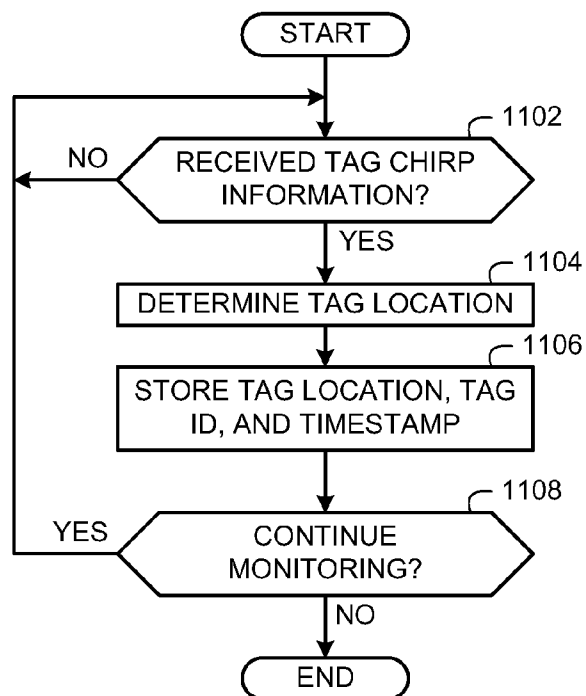 START
1102
NO
RECEIVED TAG CHIRP
INFORMATION?
YES
1104
DETERMINE TAG LOCATION
1106
STORE TAG LOCATION, TAG
ID, AND TIMESTAMP
1108
YES
CONTINUE
MONITORING?
NO
END